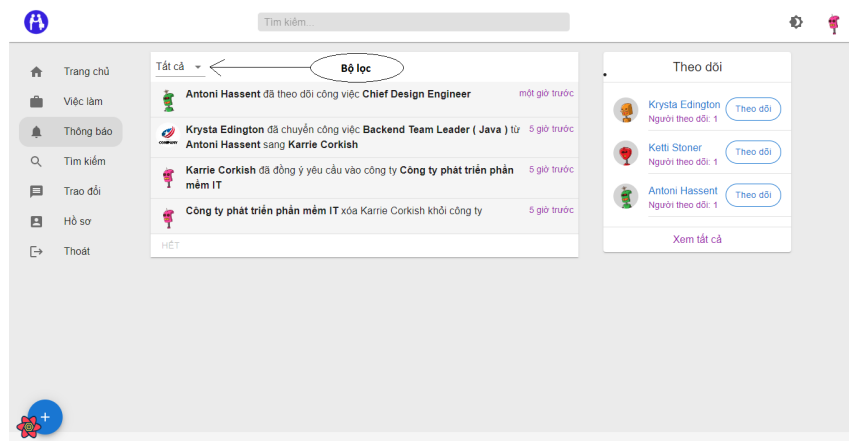 Tìm kiếm...
Trang chủ
Việc làm
Thông báo
Tìm kiếm
Trao đổi
Hồ sơ
Thoát
Tất cả
Bộ lọc
Antoni Hassent đã theo dõi công việc Chief Design Engineer
một giờ trước
COMPANY
Krysta Edington đã chuyển công việc Backend Team Leader ( Java ) từ
Antoni Hassent sang Karrie Corkish
5 giờ trước
Karrie Corkish đã đồng ý yêu cầu vào công ty Công ty phát triển phần
mềm IT
5 giờ trước
Công ty phát triển phần mềm IT xóa Karrie Corkish khỏi công ty
5 giờ trước
HẾT
Theo dõi
Krysta Edington
Người theo dõi: 1
Theo dõi
Ketti Stoner
Người theo dõi: 1
Theo dõi
Antoni Hassent
Người theo dõi: 1
Theo dõi
Xem tất cả